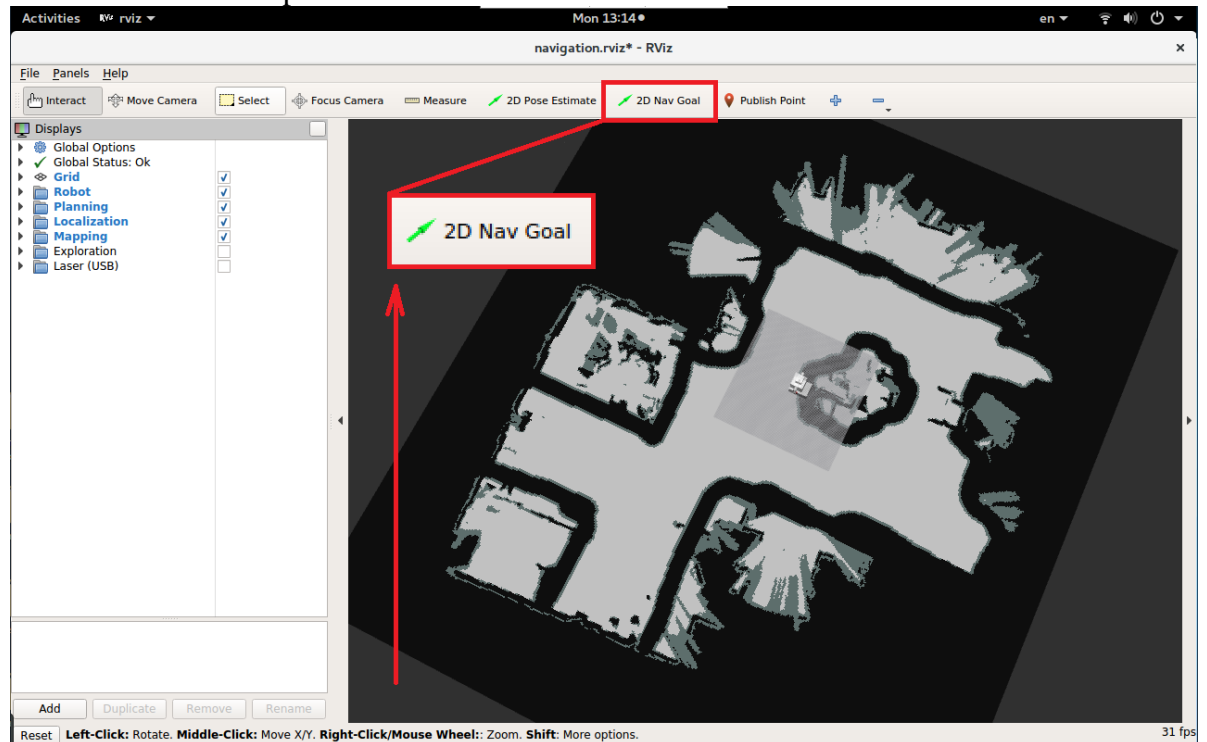 Activities RViz rviz Mon 13:14 en
navigation.rviz* - RViz
File Panels Help
Interact Move Camera Select Focus Camera Measure 2D Pose Estimate 2D Nav Goal Publish Point
Displays
Global Options
Global Status: Ok
Grid
Robot
Planning
Localization
Mapping
Exploration
Laser (USB)
2D Nav Goal
Add Duplicate Remove Rename
Reset Left-Click: Rotate. Middle-Click: Move X/Y. Right-Click/Mouse Wheel:: Zoom. Shift: More options. 31 fps